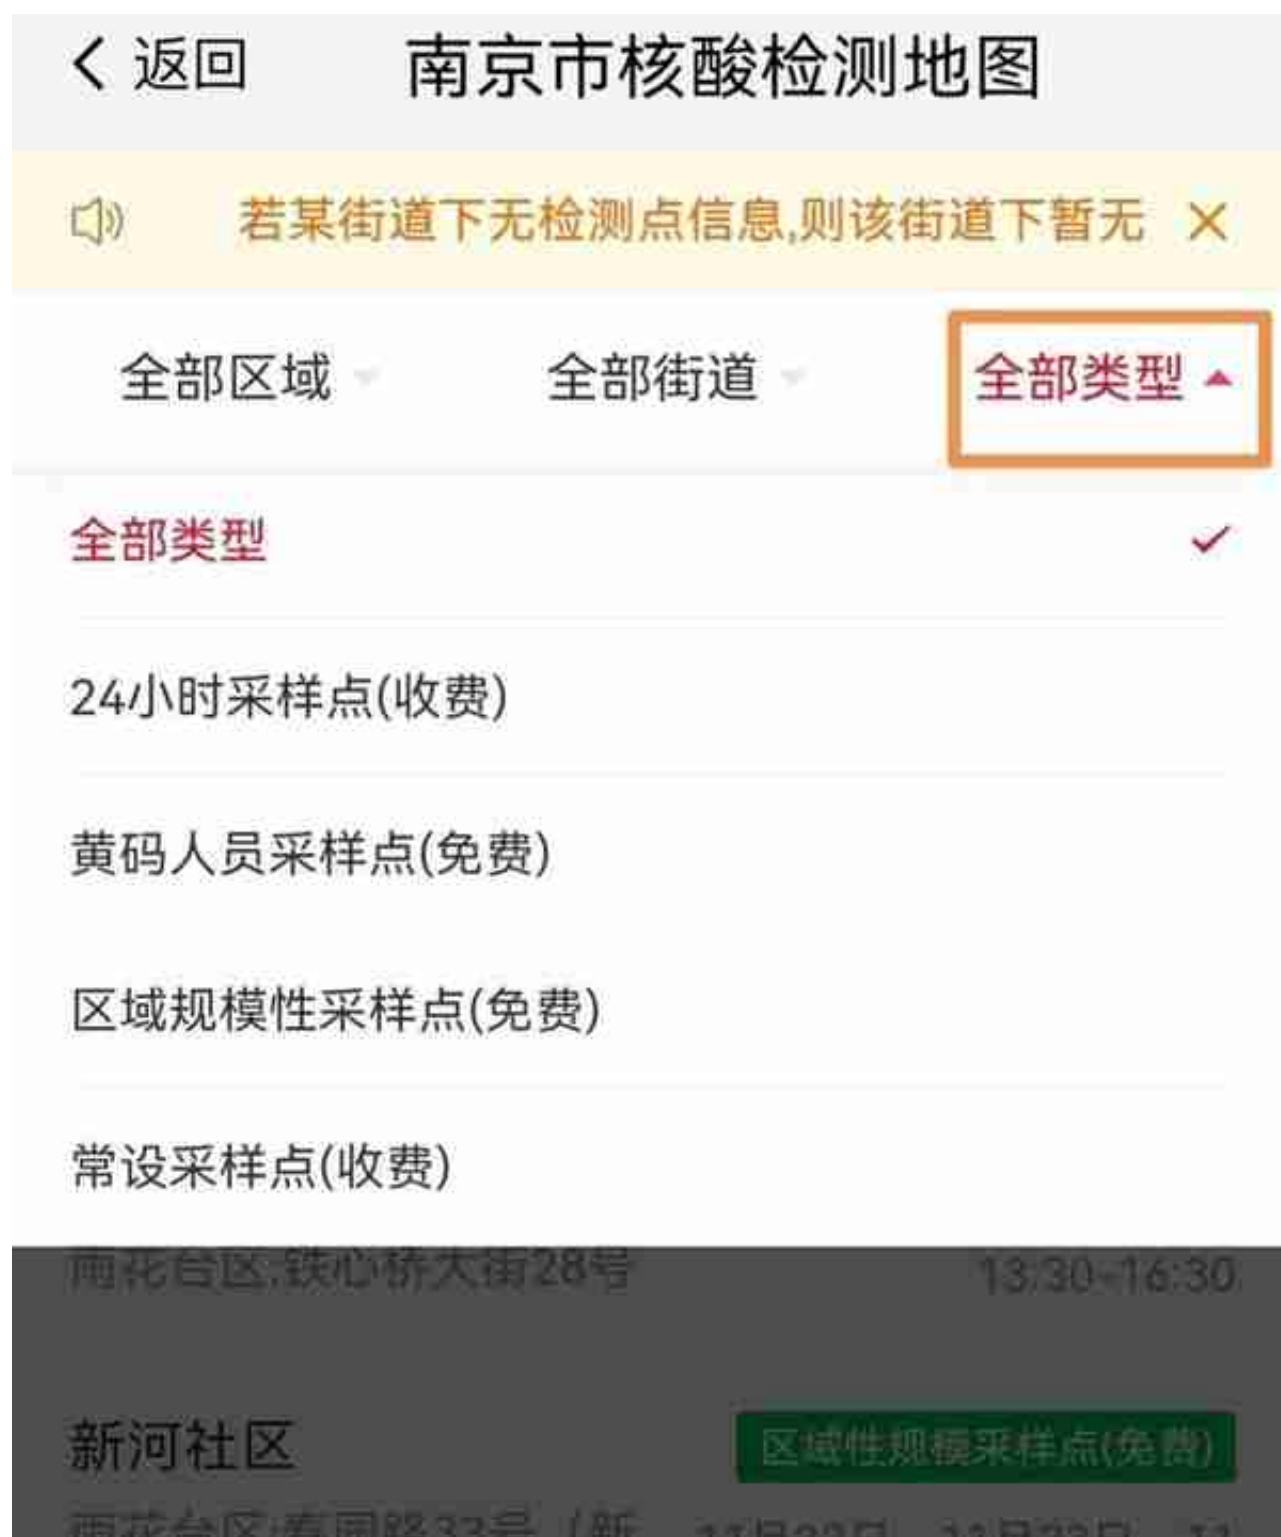 返回 南京市核酸检测地图
若某街道下无检测点信息,则该街道下暂无
全部区域 全部街道 全部类型
全部类型
24小时采样点(收费)
黄码人员采样点(免费)
区域规模性采样点(免费)
常设采样点(收费)
雨花台区.铁心桥大街28号 13:30-16:30
新河社区 区域性规模采样点(免费)
雨花台区